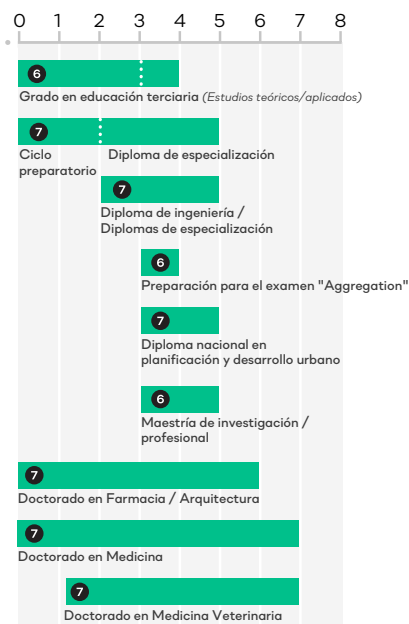 0 1 2 3 4 5 6 7 8
6
Grado en educación terciaria (Estudios teóricos/aplicados)
7
Ciclo
preparatorio
Diploma de especialización
7
Diploma de ingeniería /
Diplomas de especialización
6
Preparación para el examen "Aggregation"
7
Diploma nacional en
planificación y desarrollo urbano
6
Maestría de investigación /
profesional
7
Doctorado en Farmacia / Arquitectura
7
Doctorado en Medicina
7
Doctorado en Medicina Veterinaria